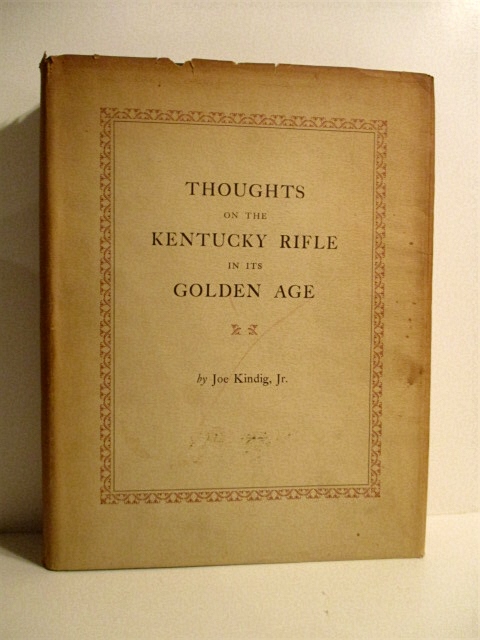 THOUGHTS
ON THE
KENTUCKY RIFLE
IN ITS
GOLDEN AGE
by Joe Kindig, Jr.